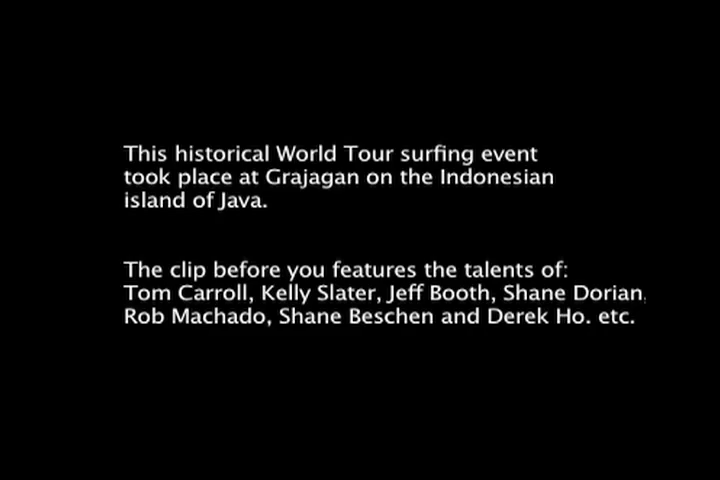 This historical World Tour surfing event
took place at Grajagan on the Indonesian
island of Java.
The clip before you features the talents of:
Tom Carroll, Kelly Slater, Jeff Booth, Shane Dorian,
Rob Machado, Shane Beschen and Derek Ho. etc.